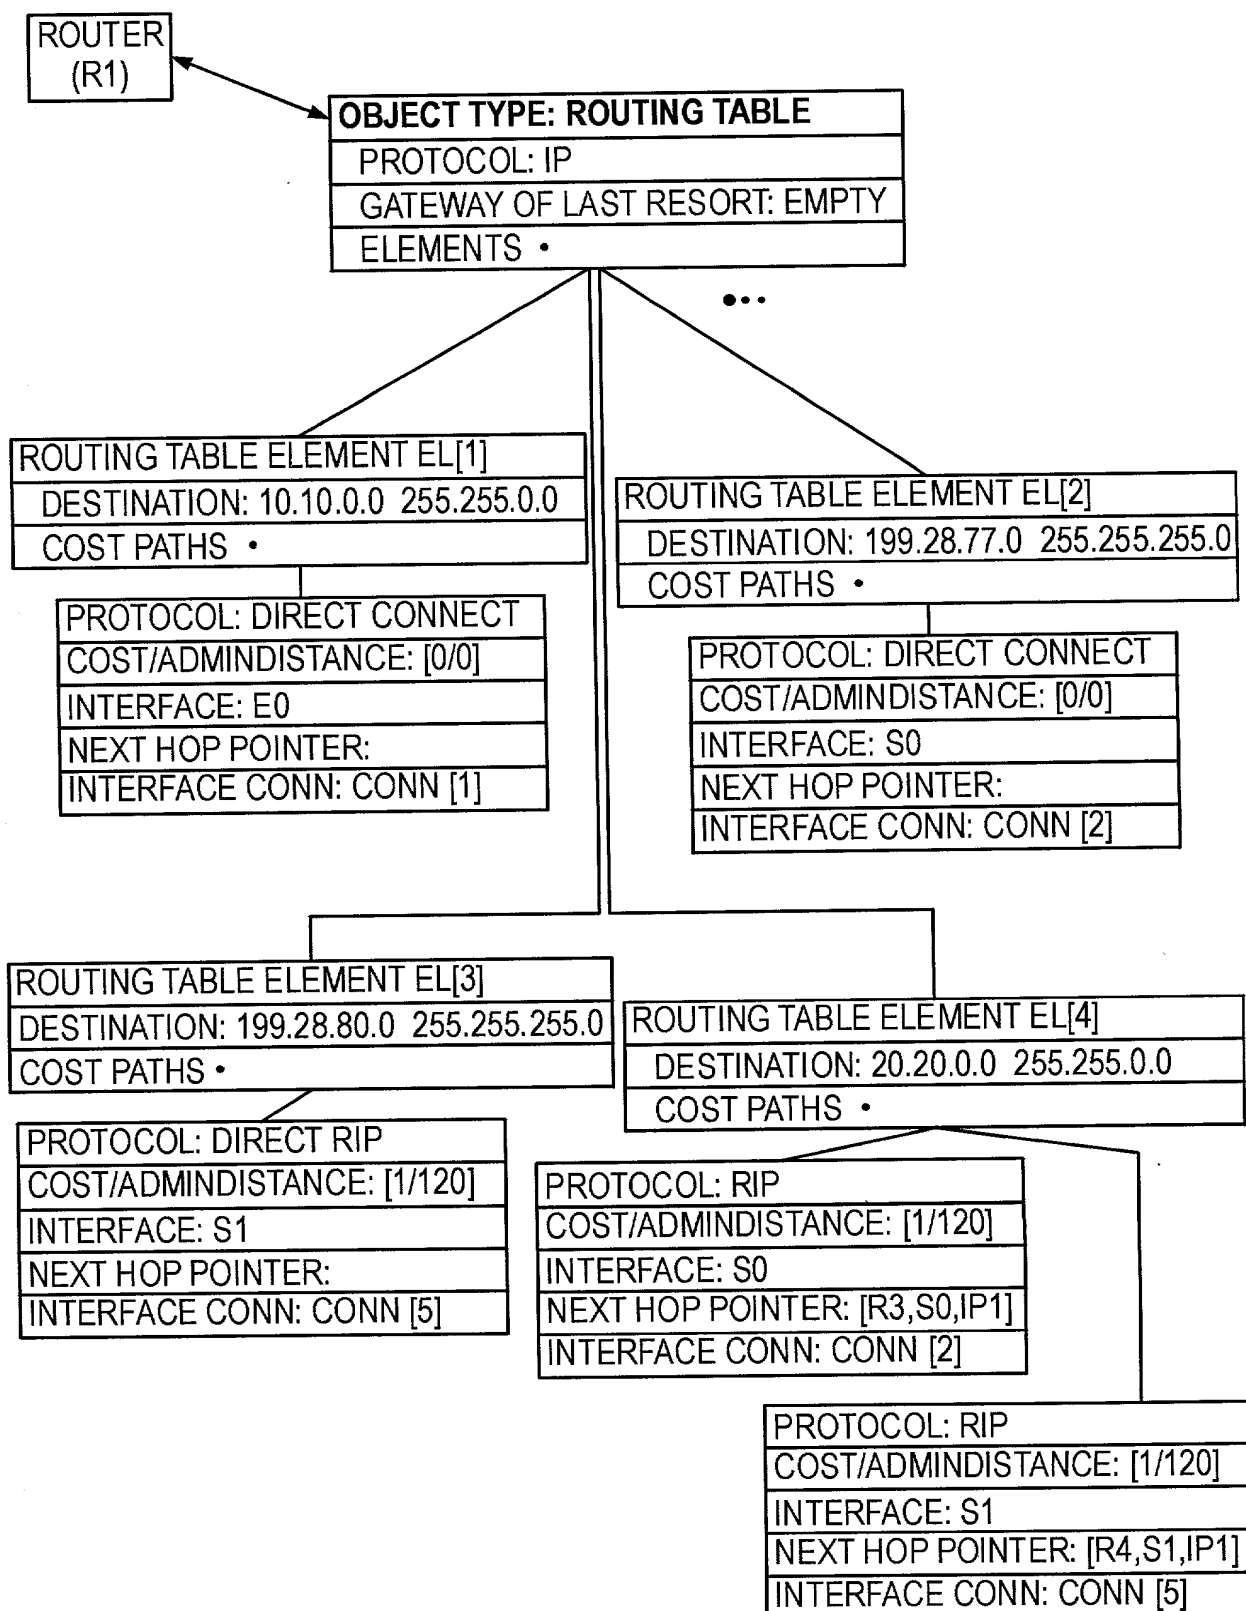 ROUTER
(R1)
OBJECT TYPE: ROUTING TABLE
PROTOCOL: IP
GATEWAY OF LAST RESORT: EMPTY
ELEMENTS •
ROUTING TABLE ELEMENT EL[1]
DESTINATION: 10.10.0.0 255.255.0.0
COST PATHS •
PROTOCOL: DIRECT CONNECT
COST/ADMINDISTANCE: [0/0]
INTERFACE: E0
NEXT HOP POINTER:
INTERFACE CONN: CONN [1]
ROUTING TABLE ELEMENT EL[2]
DESTINATION: 199.28.77.0 255.255.255.0
COST PATHS •
PROTOCOL: DIRECT CONNECT
COST/ADMINDISTANCE: [0/0]
INTERFACE: S0
NEXT HOP POINTER:
INTERFACE CONN: CONN [2]
ROUTING TABLE ELEMENT EL[3]
DESTINATION: 199.28.80.0 255.255.255.0
COST PATHS •
PROTOCOL: DIRECT RIP
COST/ADMINDISTANCE: [1/120]
INTERFACE: S1
NEXT HOP POINTER:
INTERFACE CONN: CONN [5]
ROUTING TABLE ELEMENT EL[4]
DESTINATION: 20.20.0.0 255.255.0.0
COST PATHS •
PROTOCOL: RIP
COST/ADMINDISTANCE: [1/120]
INTERFACE: S0
NEXT HOP POINTER: [R3,S0,IP1]
INTERFACE CONN: CONN [2]
PROTOCOL: RIP
COST/ADMINDISTANCE: [1/120]
INTERFACE: S1
NEXT HOP POINTER: [R4,S1,IP1]
INTERFACE CONN: CONN [5]